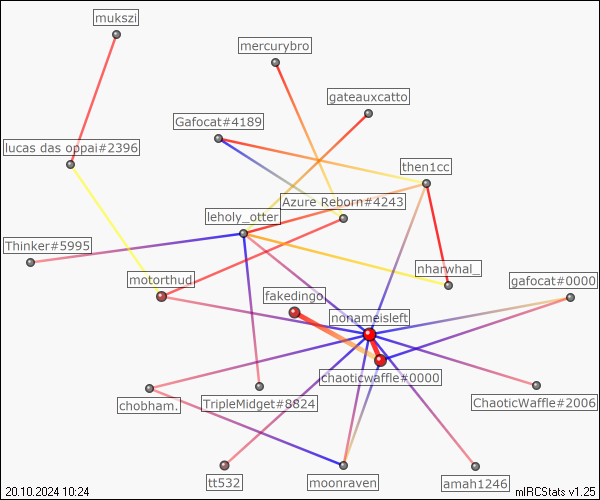 mukszi
mercurybro
gateauxcatto
Gafocat#4189
lucas das oppai#2396
then1cc
Azure Reborn#4243
leholy_otter
Thinker#5995
nharwhal_
motorthud_
gafocat#0000
fakedingo
nonameisleft
chaoticwaffle#0000
chobham.
TripleMidget#8824
ChaoticWaffle#2006
tt532
moonraven
amah1246
20.10.2024 10:24
mIRCStats v1.25